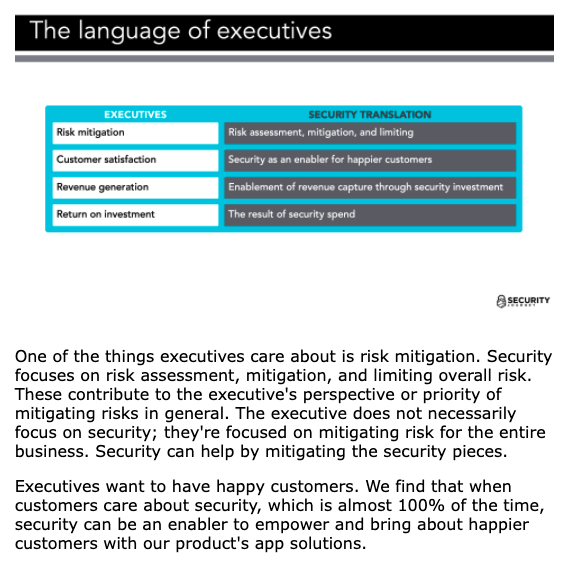 The language of executives
EXECUTIVES SECURITY TRANSLATION
Risk mitigation Risk assessment, mitigation, and limiting
Customer satisfaction Security as an enabler for happier customers
Revenue generation Enablement of revenue capture through security investment
Return on investment The result of security spend
SECURITY
JOURNEY
One of the things executives care about is risk mitigation. Security
focuses on risk assessment, mitigation, and limiting overall risk.
These contribute to the executive's perspective or priority of
mitigating risks in general. The executive does not necessarily
focus on security; they're focused on mitigating risk for the entire
business. Security can help by mitigating the security pieces.
Executives want to have happy customers. We find that when
customers care about security, which is almost 100% of the time,
security can be an enabler to empower and bring about happier
customers with our product's app solutions.